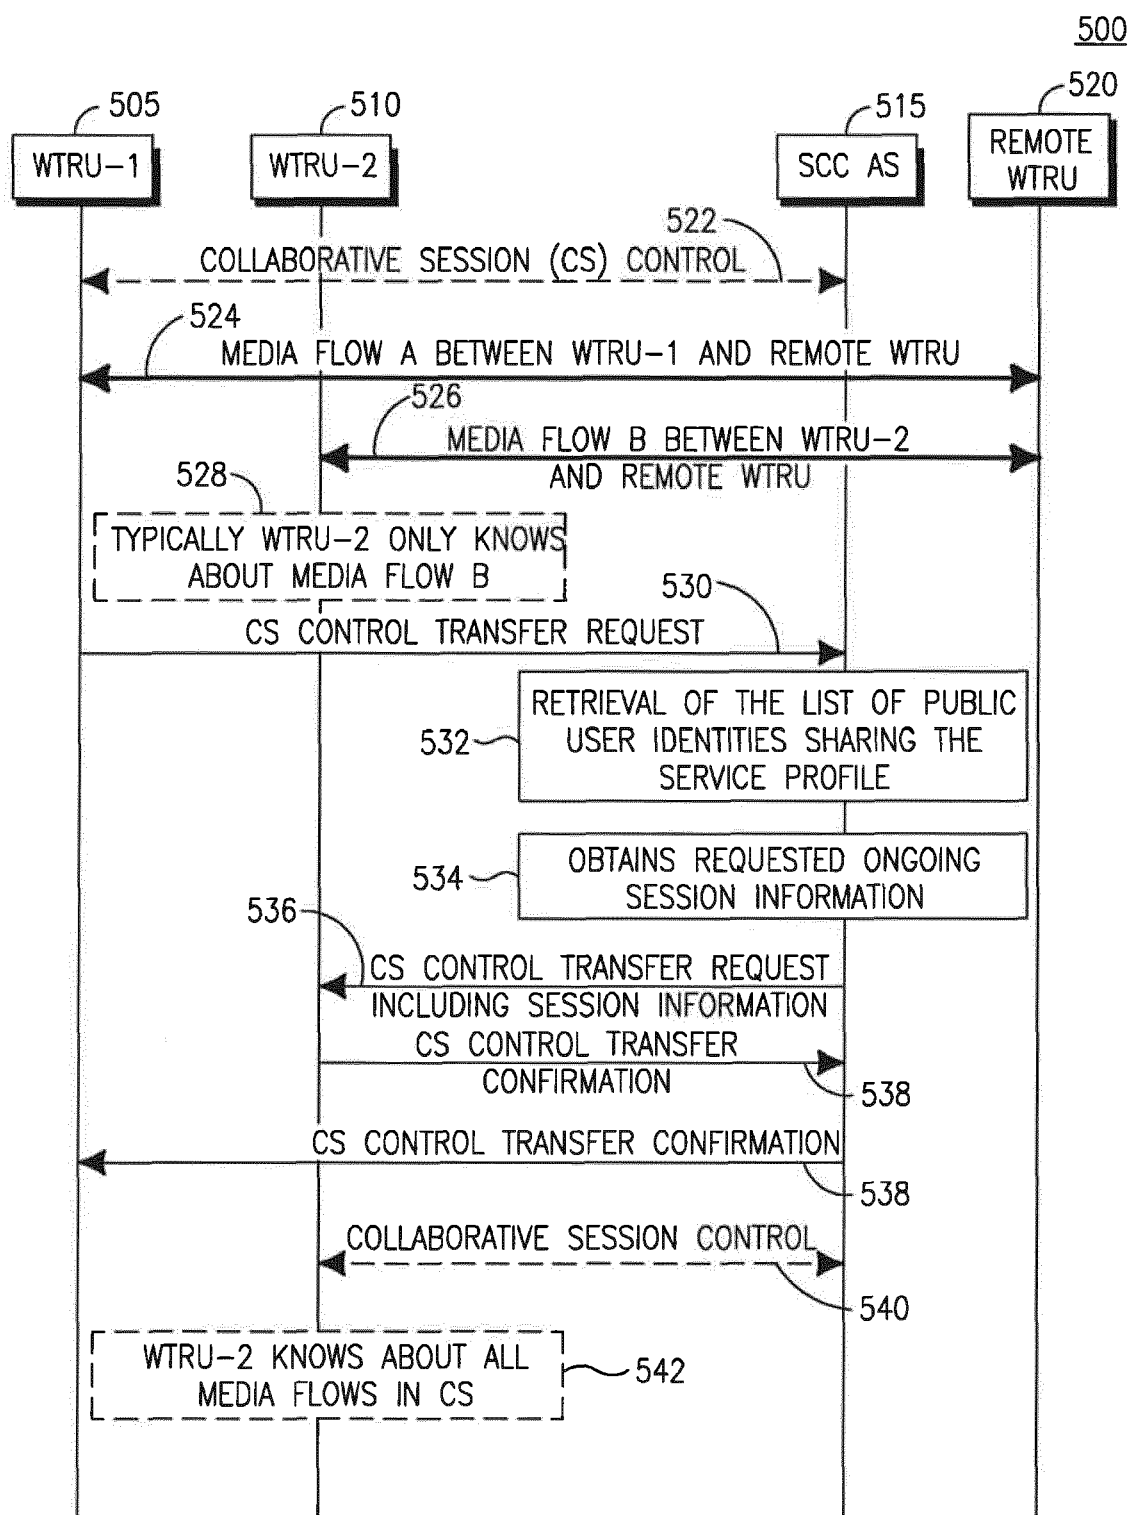 500
505
510
515
520
WTRU-1
WTRU-2
SCC AS
REMOTE
WTRU
522
COLLABORATIVE SESSION (CS) CONTROL
524
MEDIA FLOW A BETWEEN WTRU-1 AND REMOTE WTRU
526
MEDIA FLOW B BETWEEN WTRU-2
AND REMOTE WTRU
528
TYPICALLY WTRU-2 ONLY KNOWS
ABOUT MEDIA FLOW B
530
CS CONTROL TRANSFER REQUEST
RETRIEVAL OF THE LIST OF PUBLIC
USER IDENTITIES SHARING THE
SERVICE PROFILE
532
OBTAINS REQUESTED ONGOING
SESSION INFORMATION
534
536
CS CONTROL TRANSFER REQUEST
INCLUDING SESSION INFORMATION
CS CONTROL TRANSFER
CONFIRMATION
538
CS CONTROL TRANSFER CONFIRMATION
538
COLLABORATIVE SESSION CONTROL
540
WTRU-2 KNOWS ABOUT ALL
MEDIA FLOWS IN CS
542